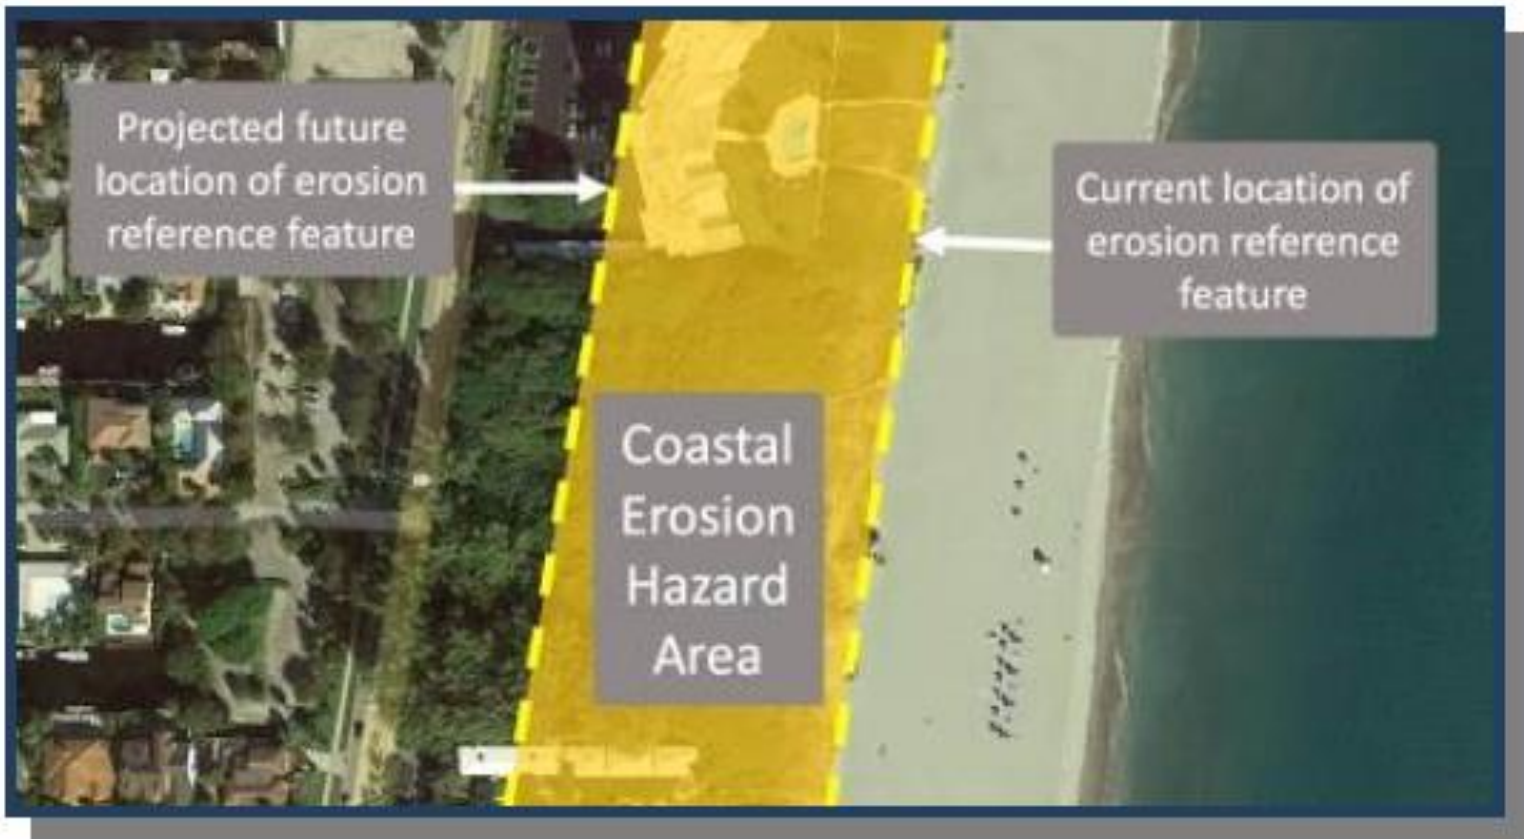 Projected future
location of erosion
reference feature
Current location of
erosion reference
feature
Coastal
Erosion
Hazard
Area